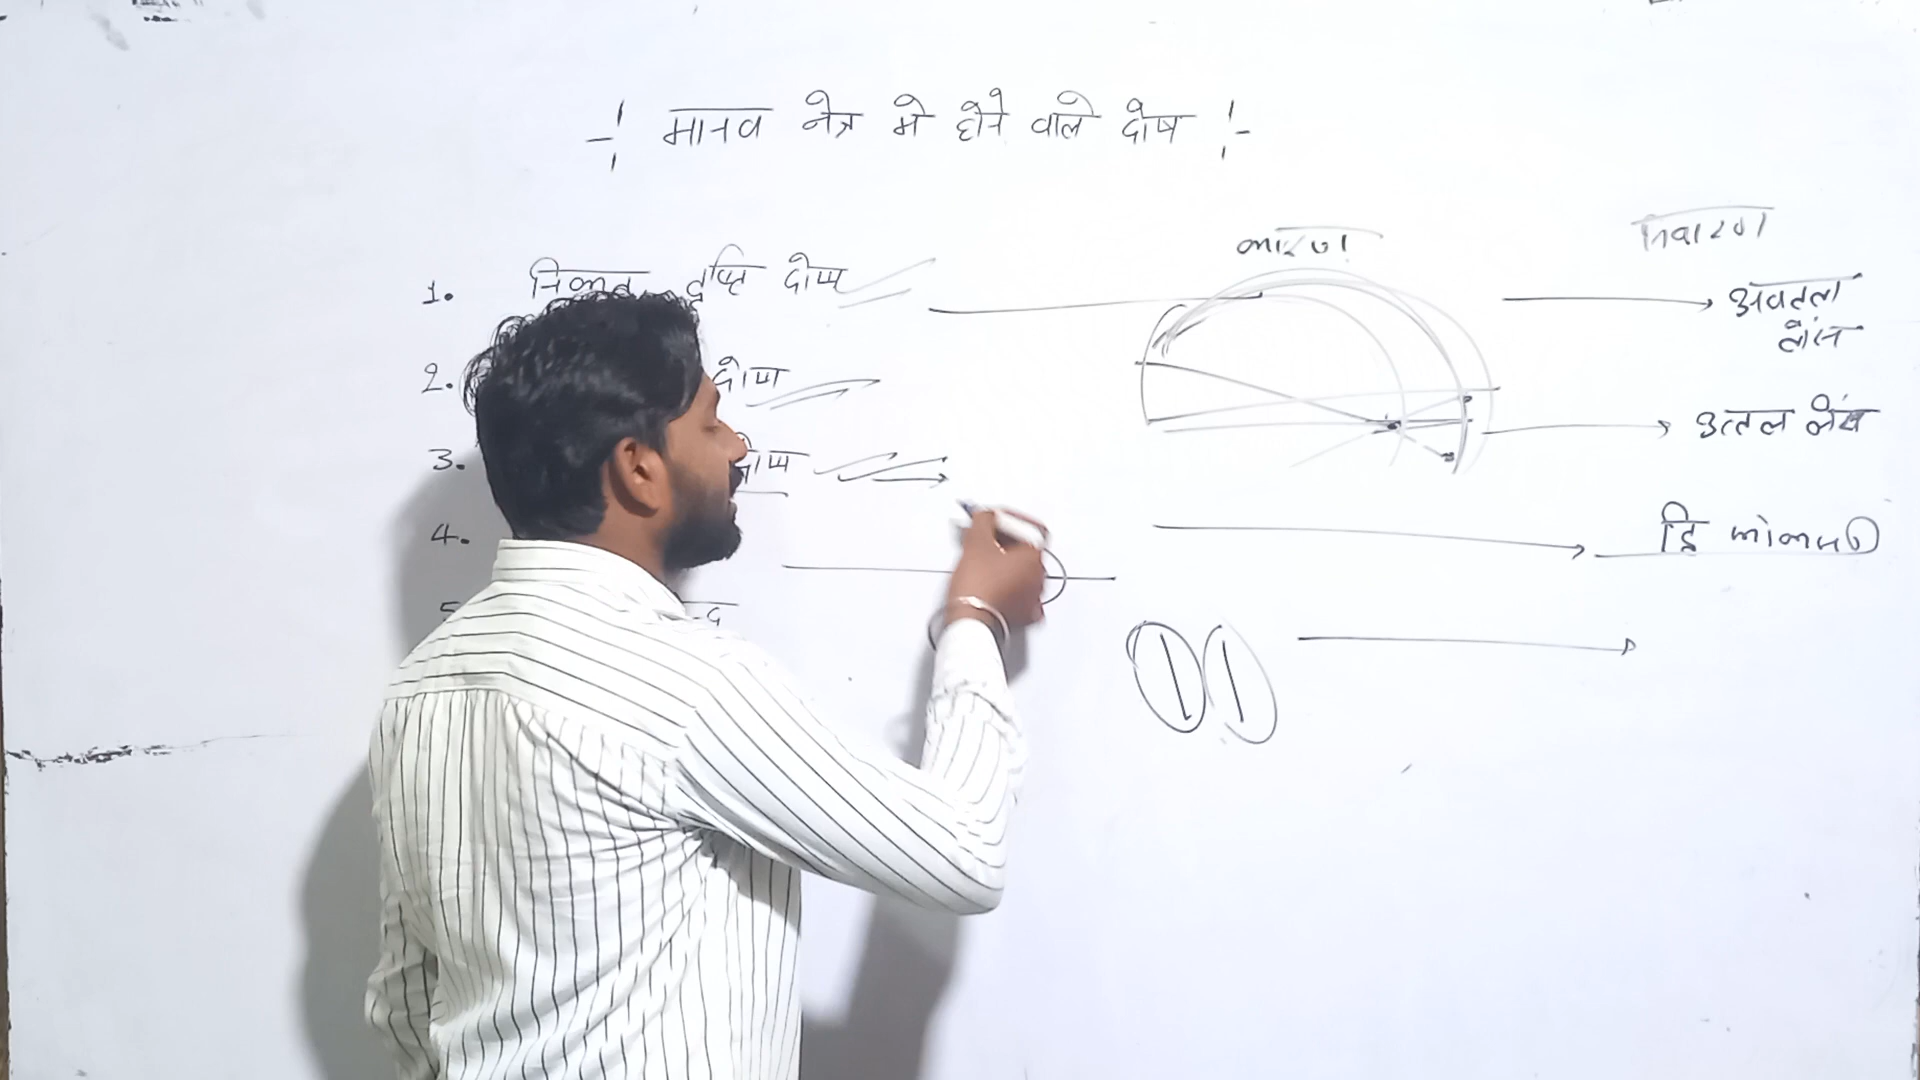 -:- मानव नेत्र मे होने वाले दोष -:-
कारण निवारण
1. निकट दृष्टि दोष अवतल
लेंस
2. दोष उत्तल लेंस
3. दोष
4. द्वि फोकसी